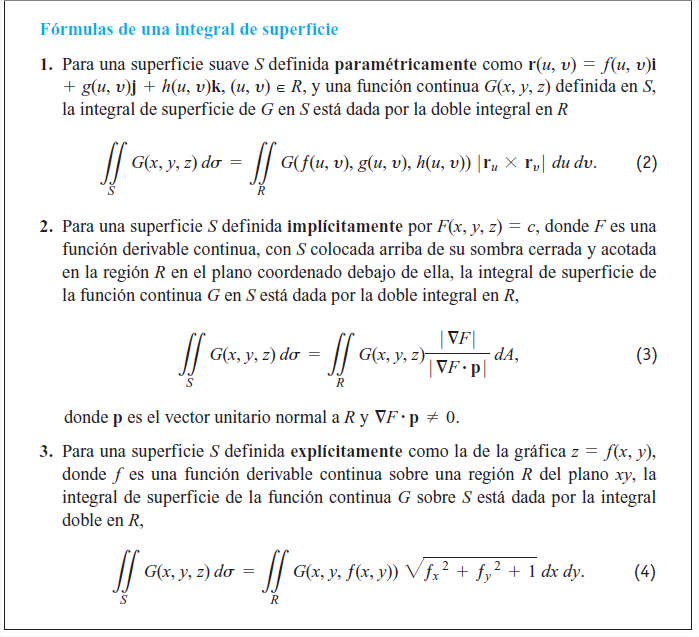 Fórmulas de una integral de superficie
1. Para una superficie suave S definida paramétricamente como r(u, v) = f(u, v)i
+ g(u, v)j + h(u, v)k, (u, v) ∈ R, y una función continua G(x, y, z) definida en S,
la integral de superficie de G en S está dada por la doble integral en R
∬_S G(x, y, z) dσ = ∬_R G(f(u, v), g(u, v), h(u, v)) |r_u × r_v| du dv. (2)
2. Para una superficie S definida implícitamente por F(x, y, z) = c, donde F es una
función derivable continua, con S colocada arriba de su sombra cerrada y acotada
en la región R en el plano coordenado debajo de ella, la integral de superficie de
la función continua G en S está dada por la doble integral en R,
∬_S G(x, y, z) dσ = ∬_R G(x, y, z) |∇F| / |∇F · p| dA, (3)
donde p es el vector unitario normal a R y ∇F · p ≠ 0.
3. Para una superficie S definida explícitamente como la de la gráfica z = f(x, y),
donde f es una función derivable continua sobre una región R del plano xy, la
integral de superficie de la función continua G sobre S está dada por la integral
doble en R,
∬_S G(x, y, z) dσ = ∬_R G(x, y, f(x, y)) √(f_x² + f_y² + 1) dx dy. (4)